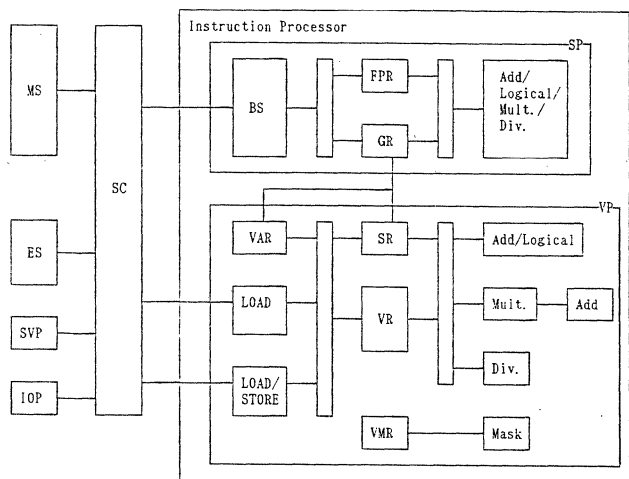 Instruction Processor
SP
MS
SC
BS
FPR
GR
Add/
Logical/
Mult./
Div.
VP
ES
VAR
SR
Add/Logical
LOAD
VR
Mult.
Add
SVP
LOAD/
STORE
Div.
IOP
VMR
Mask